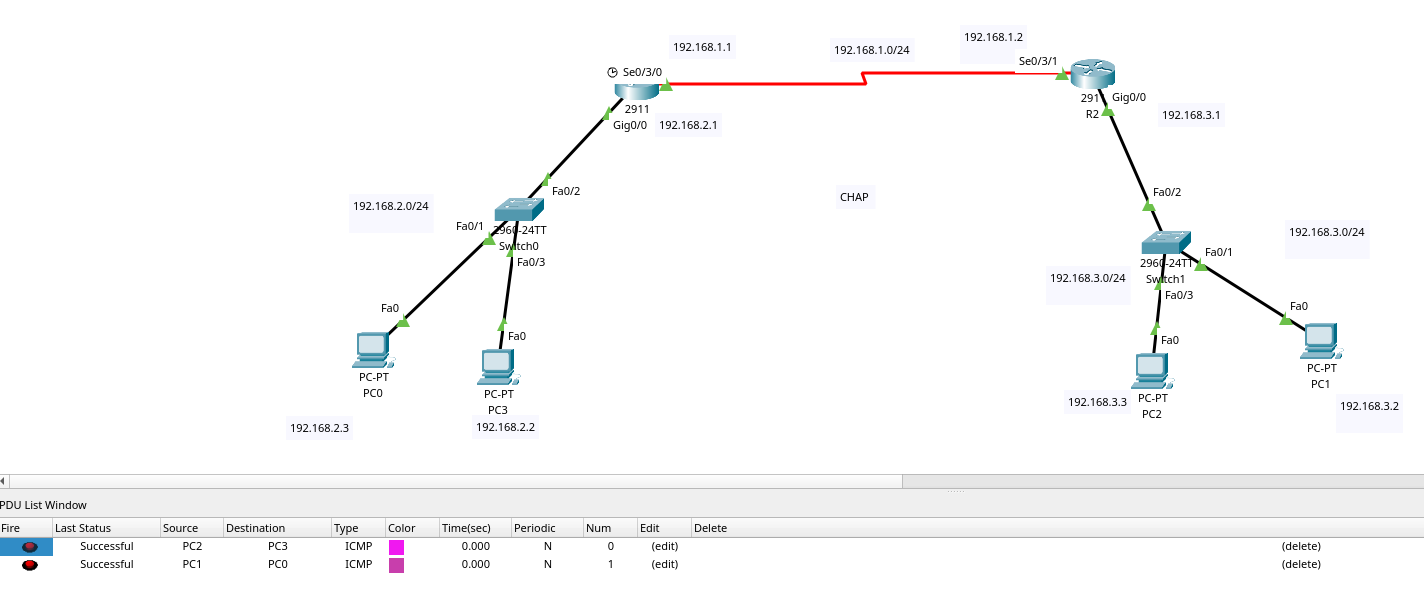 192.168.1.2
192.168.1.1
192.168.1.0/24
Se0/3/1
Se0/3/0
2911
Gig0/0
192.168.2.1
291
R2
Gig0/0
192.168.3.1
Fa0/2
192.168.2.0/24
CHAP
Fa0/2
Fa0/1
2960-24TT
Switch0
Fa0/3
192.168.3.0/24
Fa0/1
2960-24TT
Switch1
192.168.3.0/24
Fa0/3
Fa0
PC-PT
PC0
Fa0
PC-PT
PC3
Fa0
PC-PT
PC2
Fa0
PC-PT
PC1
192.168.2.3
192.168.2.2
192.168.3.3
192.168.3.2
PDU List Window
Fire Last Status Source Destination Type Color Time(sec) Periodic Num Edit Delete
Successful PC2 PC3 ICMP 0.000 N 0 (edit) (delete)
Successful PC1 PC0 ICMP 0.000 N 1 (edit) (delete)